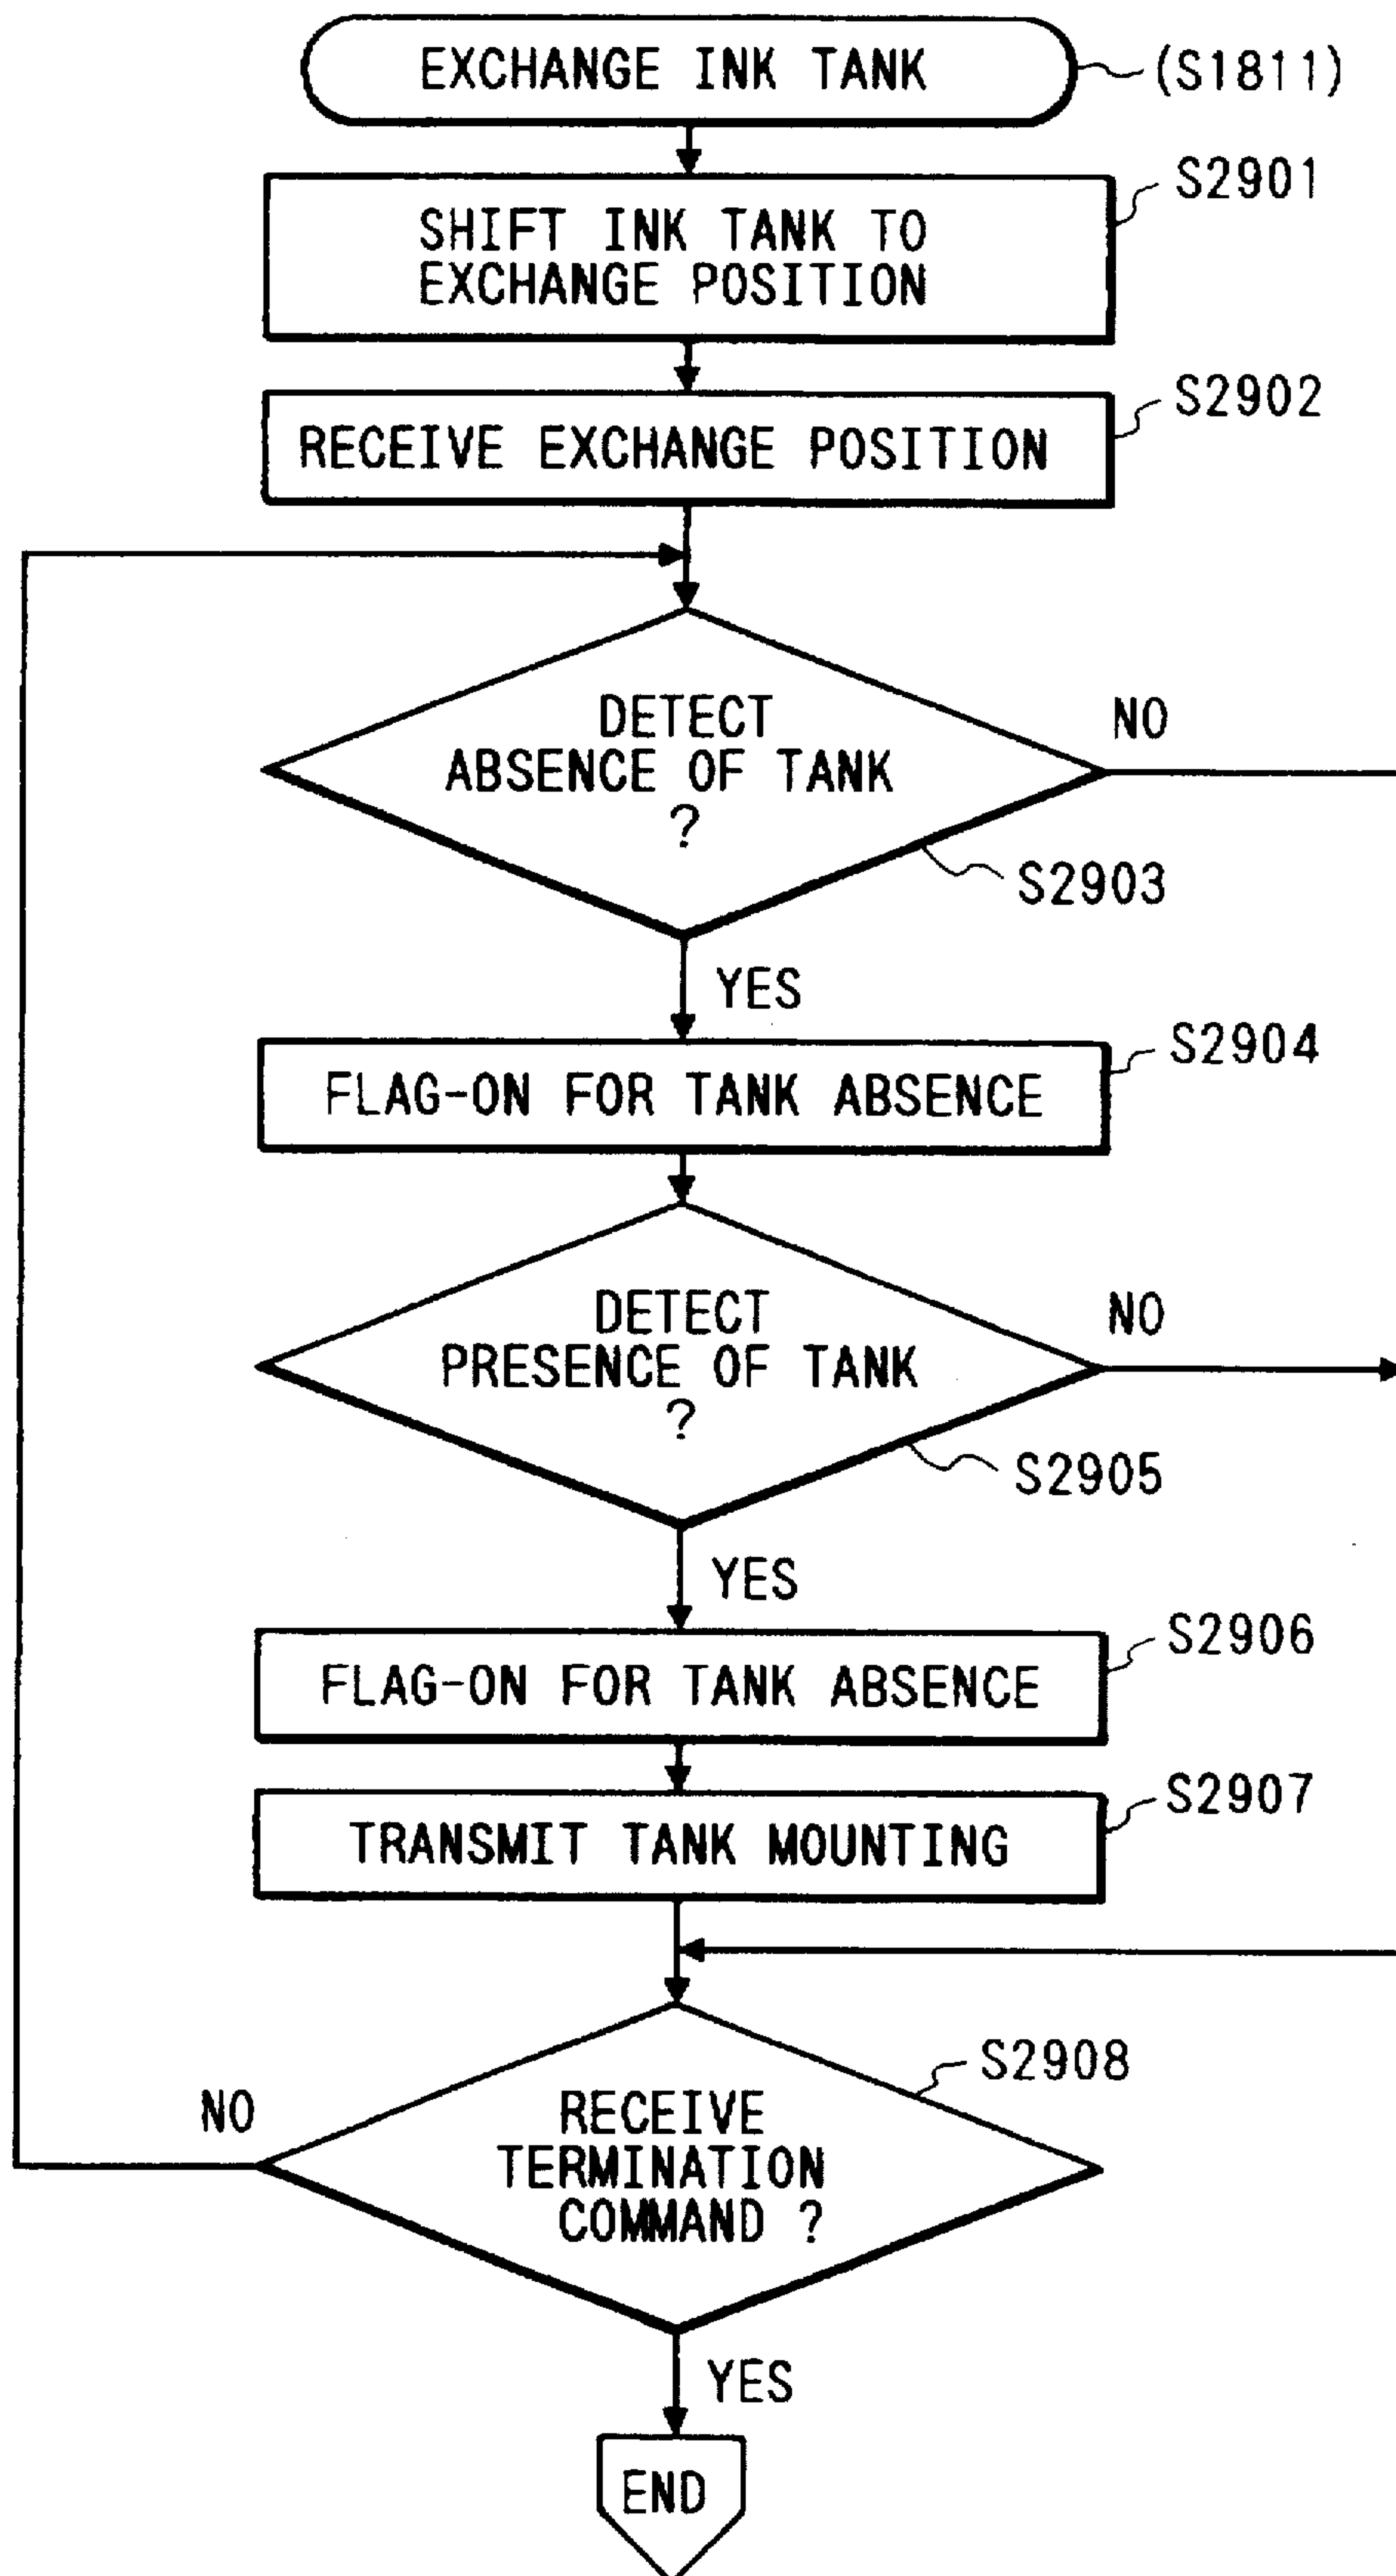 EXCHANGE INK TANK
(S1811)
S2901
SHIFT INK TANK TO
EXCHANGE POSITION
S2902
RECEIVE EXCHANGE POSITION
DETECT
ABSENCE OF TANK
?
NO
S2903
YES
S2904
FLAG-ON FOR TANK ABSENCE
DETECT
PRESENCE OF TANK
?
NO
S2905
YES
S2906
FLAG-ON FOR TANK ABSENCE
S2907
TRANSMIT TANK MOUNTING
S2908
NO
RECEIVE
TERMINATION
COMMAND ?
YES
END